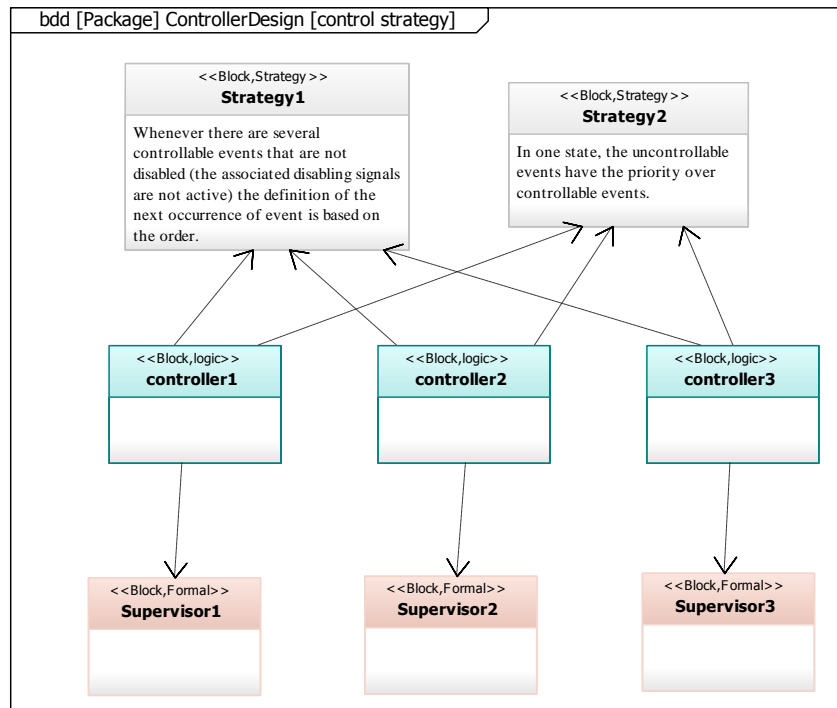 bdd [Package] ControllerDesign [control strategy]
<<Block,Strategy>>
Strategy1
Whenever there are several
controllable events that are not
disabled (the associated disabling signals
are not active) the definition of the
next occurrence of event is based on
the order.
<<Block,Strategy>>
Strategy2
In one state, the uncontrollable
events have the priority over
controllable events.
<<Block,logic>>
controller1
<<Block,logic>>
controller2
<<Block,logic>>
controller3
<<Block,Formal>>
Supervisor1
<<Block,Formal>>
Supervisor2
<<Block,Formal>>
Supervisor3